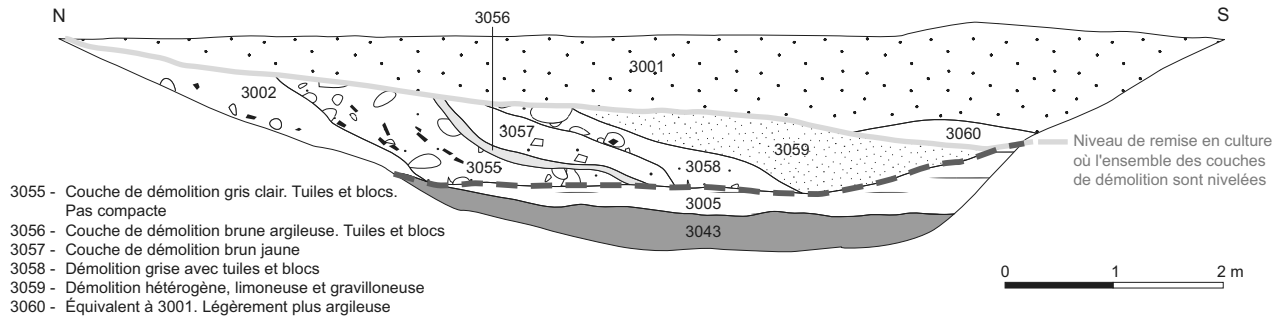 N
3056
S
3001
3002
3057
3060
3059
3055
3058
Niveau de remise en culture
où l'ensemble des couches
de démolition sont nivelées
3005
3043
3055 - Couche de démolition gris clair. Tuiles et blocs.
Pas compacte
3056 - Couche de démolition brune argileuse. Tuiles et blocs
3057 - Couche de démolition brun jaune
3058 - Démolition grise avec tuiles et blocs
3059 - Démolition hétérogène, limoneuse et gravilloneuse
3060 - Équivalent à 3001. Légèrement plus argileuse
0 1 2 m